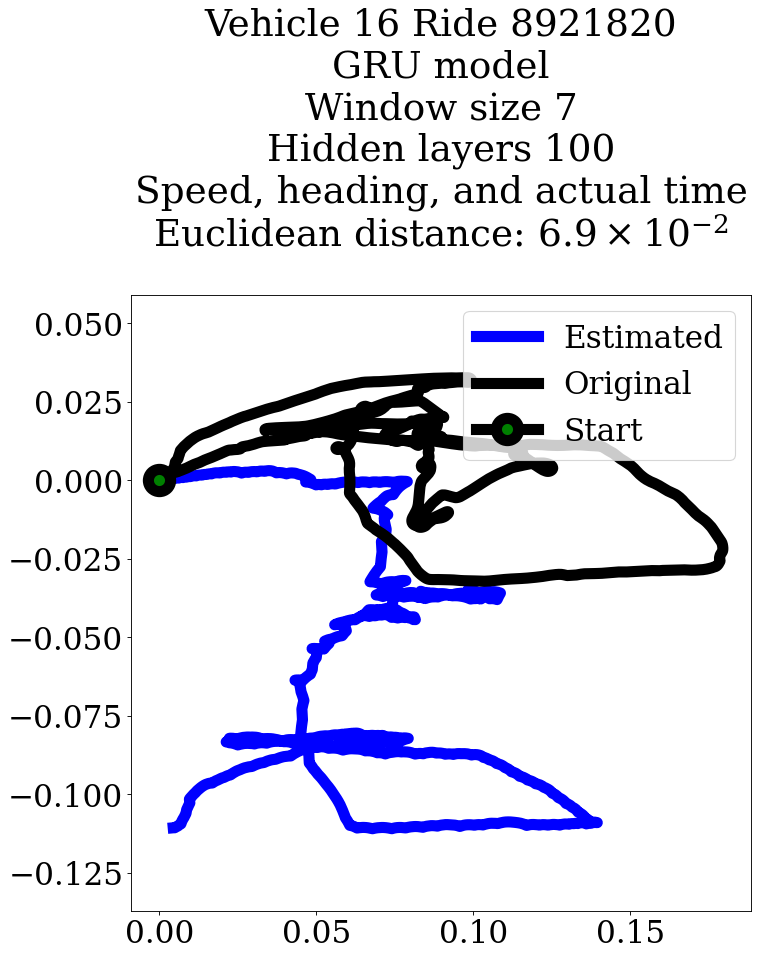 Vehicle 16 Ride 8921820
GRU model
Window size 7
Hidden layers 100
Speed, heading, and actual time
Euclidean distance: 6.9 × 10⁻²
Estimated
Original
Start
0.050
0.025
0.000
−0.025
−0.050
−0.075
−0.100
−0.125
0.00 0.05 0.10 0.15